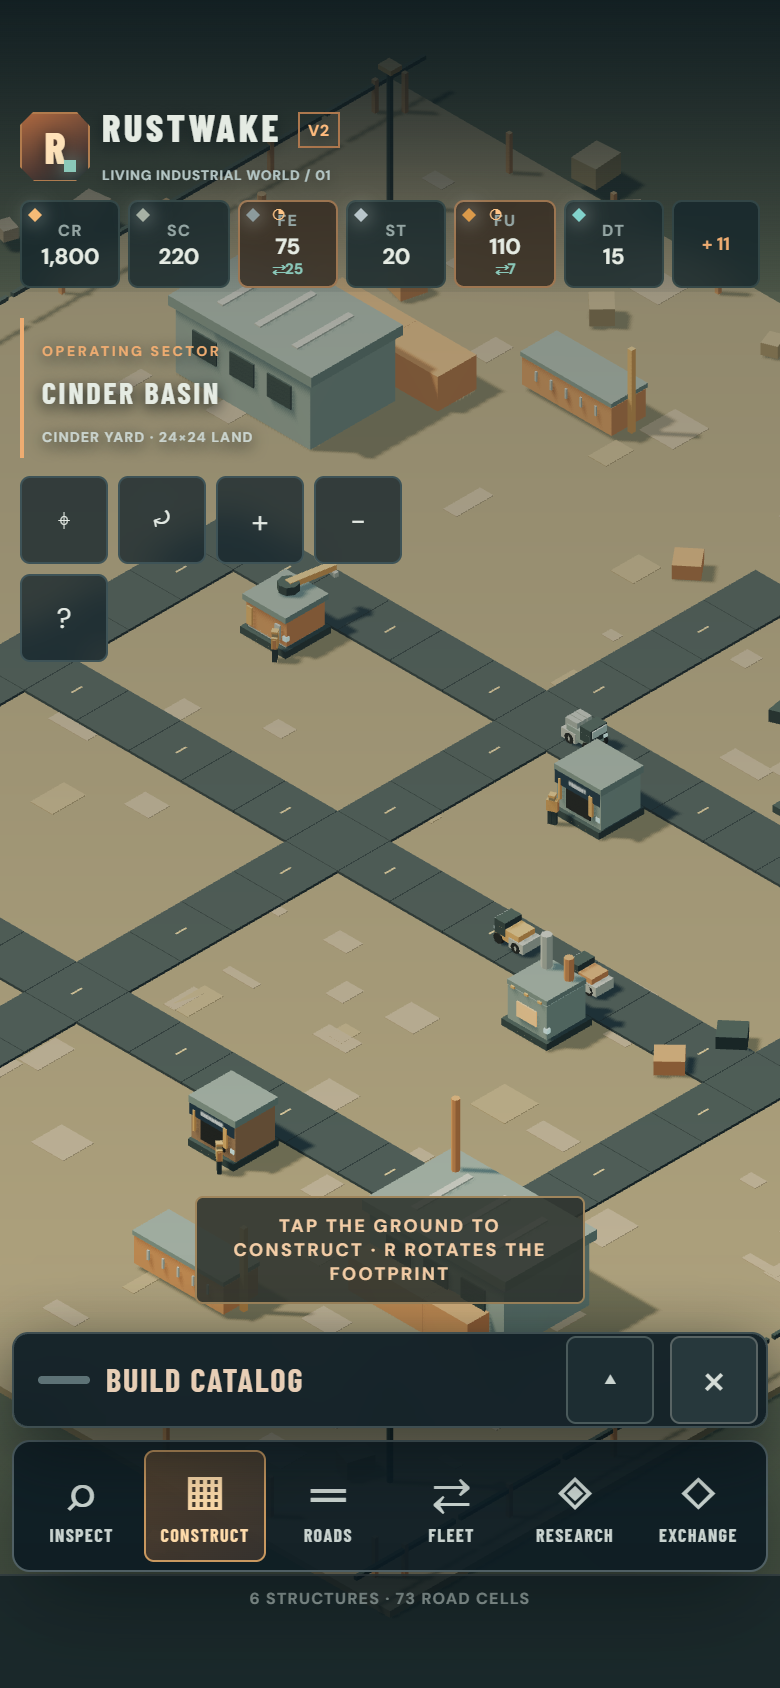 R
RUSTWAKE V2
LIVING INDUSTRIAL WORLD / 01
CR
1,800
SC
220
FE
75
⇄25
ST
20
FU
110
⇄7
DT
15
+ 11
OPERATING SECTOR
CINDER BASIN
CINDER YARD · 24×24 LAND
+
−
?
TAP THE GROUND TO
CONSTRUCT · R ROTATES THE
FOOTPRINT
BUILD CATALOG
INSPECT
CONSTRUCT
ROADS
FLEET
RESEARCH
EXCHANGE
6 STRUCTURES · 73 ROAD CELLS